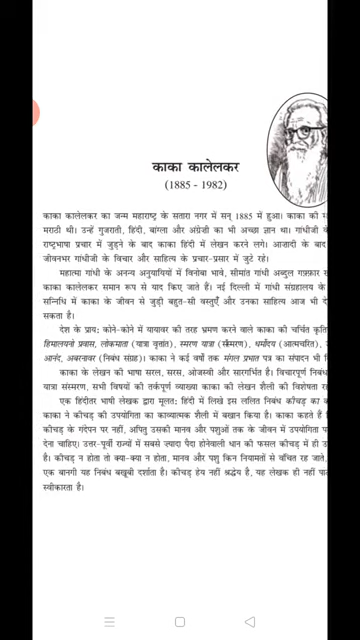 काका कालेलकर
(1885 - 1982)
काका कालेलकर का जन्म महाराष्ट्र के सतारा नगर में सन् 1885 में हुआ। काका की
मराठी थी। उन्हें गुजराती, हिंदी, बांग्ला और अंग्रेज़ी का भी अच्छा ज्ञान था। गांधीजी के
राष्ट्रभाषा प्रचार में जुड़ने के बाद काका हिंदी में लेखन करने लगे। आज़ादी के बाद
जीवनभर गांधीजी के विचार और साहित्य के प्रचार-प्रसार में जुटे रहे।
महात्मा गांधी के अनन्य अनुयायियों में विनोबा भावे, सीमांत गांधी अब्दुल गफ़्फ़ार
काका कालेलकर समान रूप से याद किए जाते हैं। नई दिल्ली में गांधी संग्रहालय के
सन्निधि में काका के जीवन से जुड़ी बहुत-सी वस्तुएँ और उनका साहित्य आज भी
सकता है।
देश के प्रायः कोने-कोने में यायावर की तरह भ्रमण करने वाले काका की चर्चित
हिमालयनो प्रवास, लोकमाता (यात्रा वृत्तांत), स्मरण यात्रा (संस्मरण), धर्मोदय (आत्मचरित),
आनंद, अबरनावर (निबंध संग्रह)। काका ने कई वर्षों तक मंगल प्रभात पत्र का संपादन भी
काका के लेखन की भाषा सरल, सरस, ओजस्वी और सारगर्भित है। विचारपूर्ण निबंध
यात्रा संस्मरण, सभी विषयों की तर्कपूर्ण व्याख्या काका की लेखन शैली की विशेषता
एक हिंदीतर भाषी लेखक द्वारा मूलतः हिंदी में लिखे इस ललित निबंध कीचड़ का
काका ने कीचड़ की उपयोगिता का काव्यात्मक शैली में बखान किया है। काका कहते हैं
कीचड़ के गंदेपन पर नहीं, अपितु उसकी मानव और पशुओं तक के जीवन में उपयोगिता
देना चाहिए। उत्तर-पूर्वी राज्यों में सबसे ज़्यादा पैदा होनेवाली धान की फसल कीचड़ में ही
है। कीचड़ न होता तो क्या-क्या न होता, मानव और पशु किन नियामतों से वंचित रह जाते,
एक बानगी यह निबंध बखूबी दर्शाता है। कीचड़ हेय नहीं श्रद्धेय है, यह लेखक ही नहीं
स्वीकारता है।